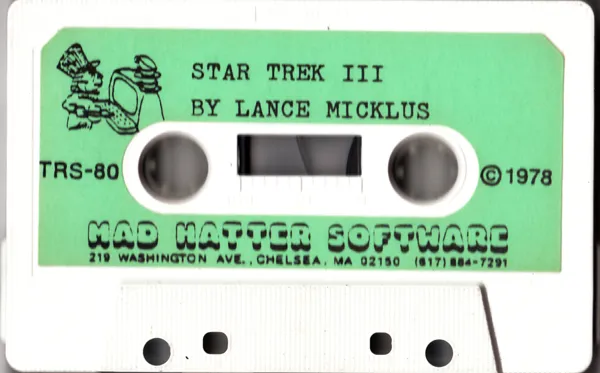 STAR TREK III
BY LANCE MICKLUS
TRS-80
© 1978
MAD HATTER SOFTWARE
219 WASHINGTON AVE., CHELSEA, MA 02150 (617) 884-7291